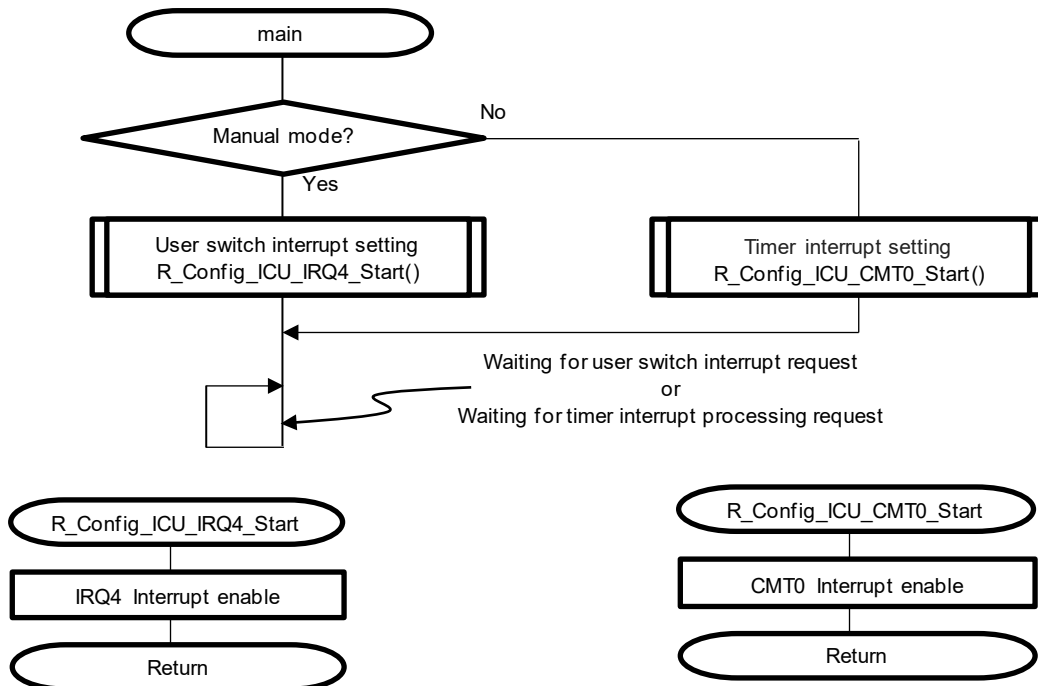 main
Manual mode?
No
Yes
User switch interrupt setting
R_Config_ICU_IRQ4_Start()
Timer interrupt setting
R_Config_ICU_CMT0_Start()
Waiting for user switch interrupt request
or
Waiting for timer interrupt processing request
R_Config_ICU_IRQ4_Start
IRQ4 Interrupt enable
Return
R_Config_ICU_CMT0_Start
CMT0 Interrupt enable
Return